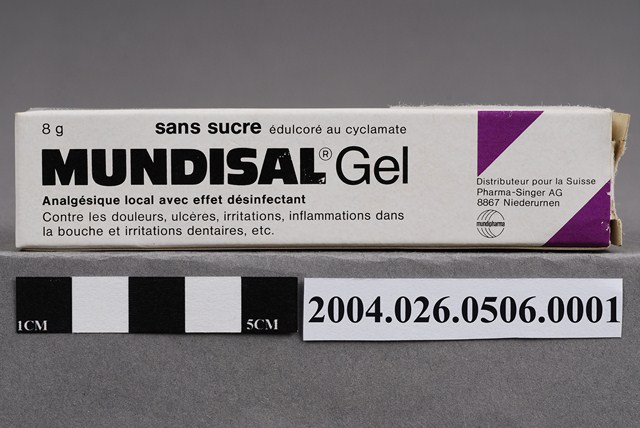 8 g
sans sucre édulcoré au cyclamate
MUNDISAL® Gel
Analgésique local avec effet désinfectant
Contre les douleurs, ulcères, irritations, inflammations dans
la bouche et irritations dentaires, etc.
Distributeur pour la Suisse
Pharma-Singer AG
8867 Niederurnen
mundipharma
1CM
5CM
2004.026.0506.0001